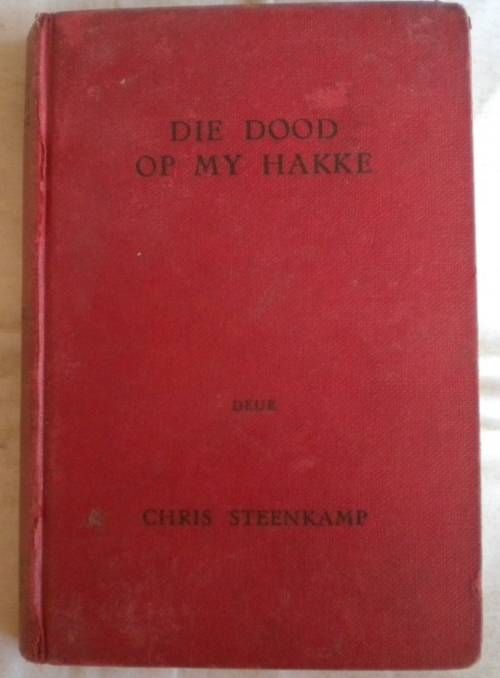 DIE DOOD
OP MY HAKKE
DEUR
CHRIS STEENKAMP